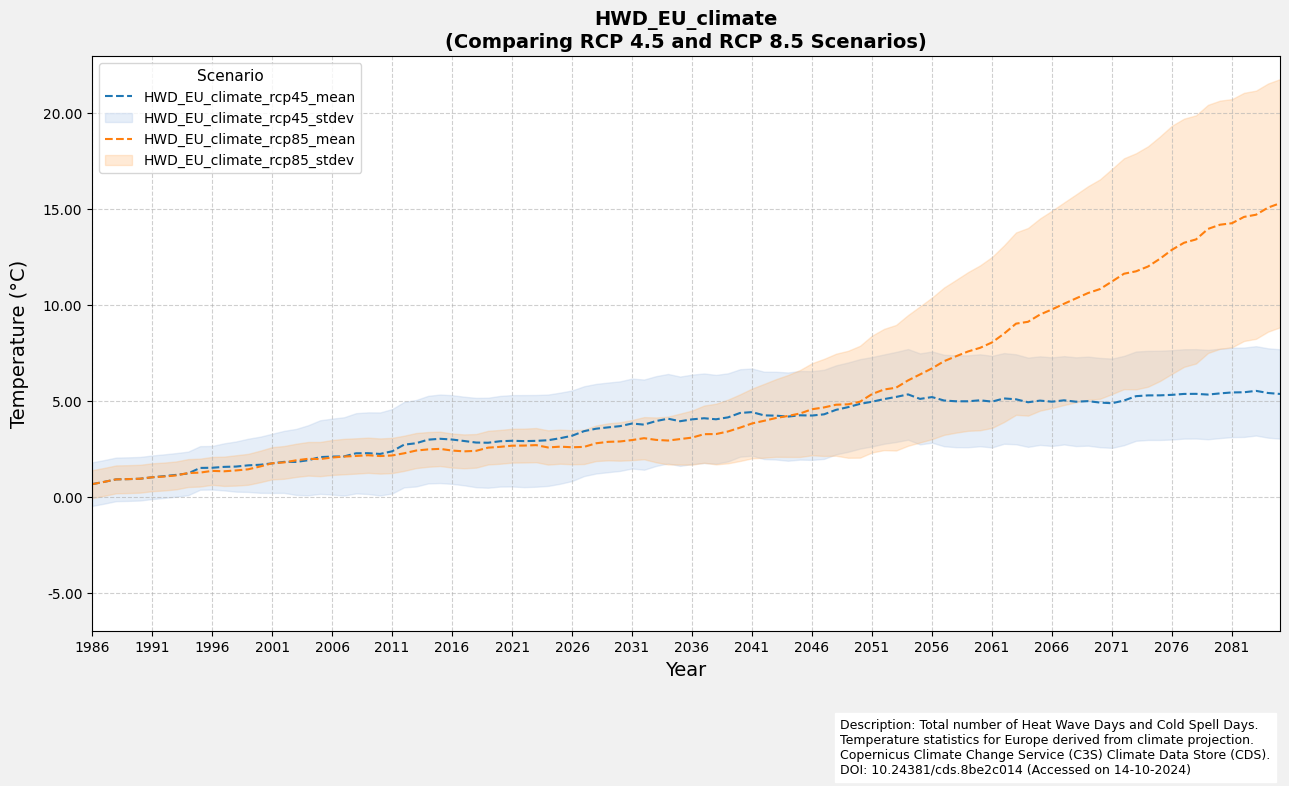 HWD_EU_climate
(Comparing RCP 4.5 and RCP 8.5 Scenarios)
Scenario
HWD_EU_climate_rcp45_mean
HWD_EU_climate_rcp45_stdev
HWD_EU_climate_rcp85_mean
HWD_EU_climate_rcp85_stdev
Temperature (°C)
20.00
15.00
10.00
5.00
0.00
-5.00
1986 1991 1996 2001 2006 2011 2016 2021 2026 2031 2036 2041 2046 2051 2056 2061 2066 2071 2076 2081
Year
Description: Total number of Heat Wave Days and Cold Spell Days.
Temperature statistics for Europe derived from climate projection.
Copernicus Climate Change Service (C3S) Climate Data Store (CDS).
DOI: 10.24381/cds.8be2c014 (Accessed on 14-10-2024)